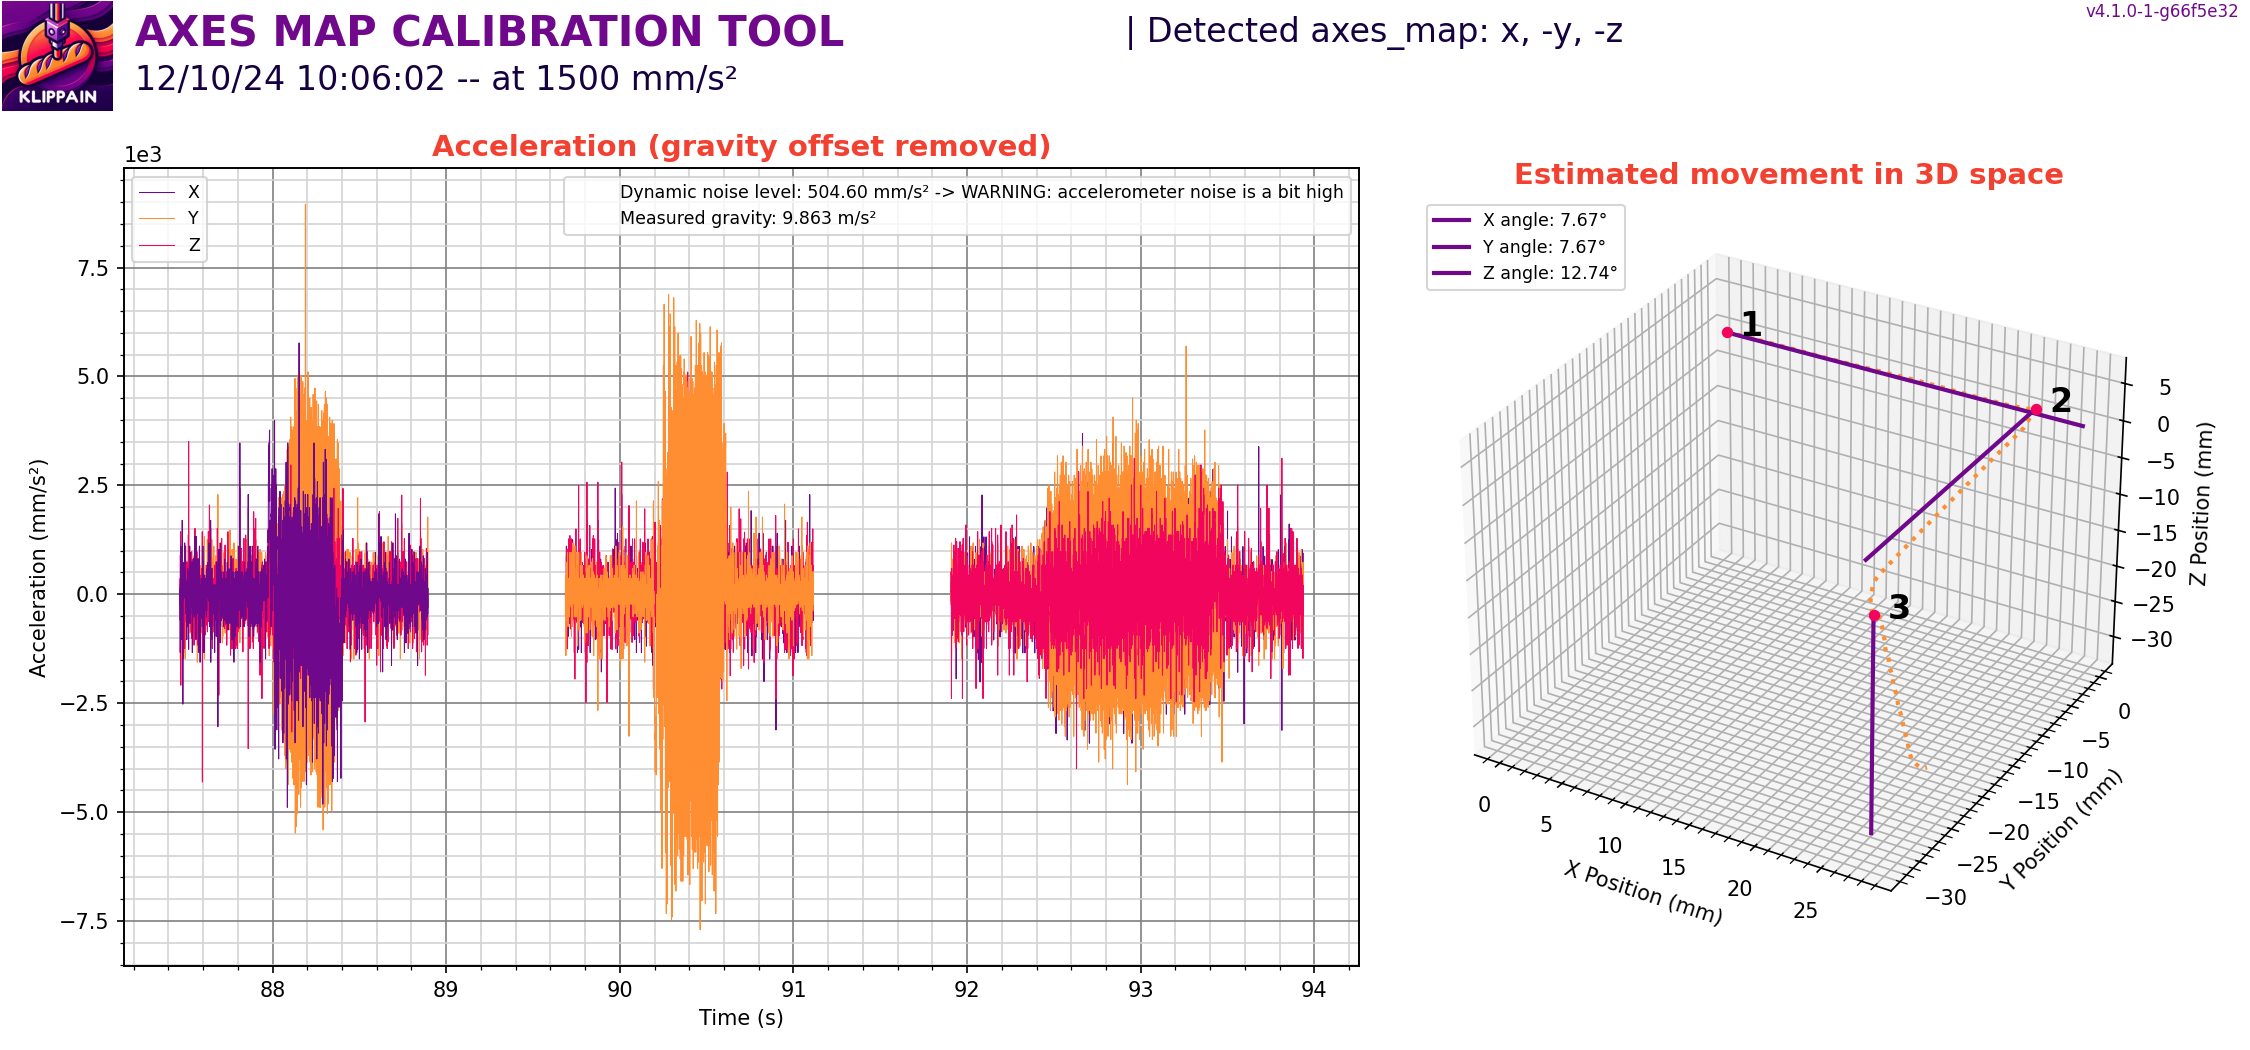 AXES MAP CALIBRATION TOOL
| Detected axes_map: x, -y, -z
v4.1.0-1-g66f5e32
12/10/24 10:06:02 -- at 1500 mm/s²
KLIPPAIN
Acceleration (gravity offset removed)
1e3
X
Y
Z
Dynamic noise level: 504.60 mm/s² -> WARNING: accelerometer noise is a bit high
Measured gravity: 9.863 m/s²
7.5
5.0
2.5
0.0
−2.5
−5.0
−7.5
Acceleration (mm/s²)
88
89
90
91
92
93
94
Time (s)
Estimated movement in 3D space
X angle: 7.67°
Y angle: 7.67°
Z angle: 12.74°
1
2
3
5
0
−5
−10
−15
−20
−25
−30
Z Position (mm)
0
−5
−10
−15
−20
−25
−30
Y Position (mm)
0
5
10
15
20
25
X Position (mm)